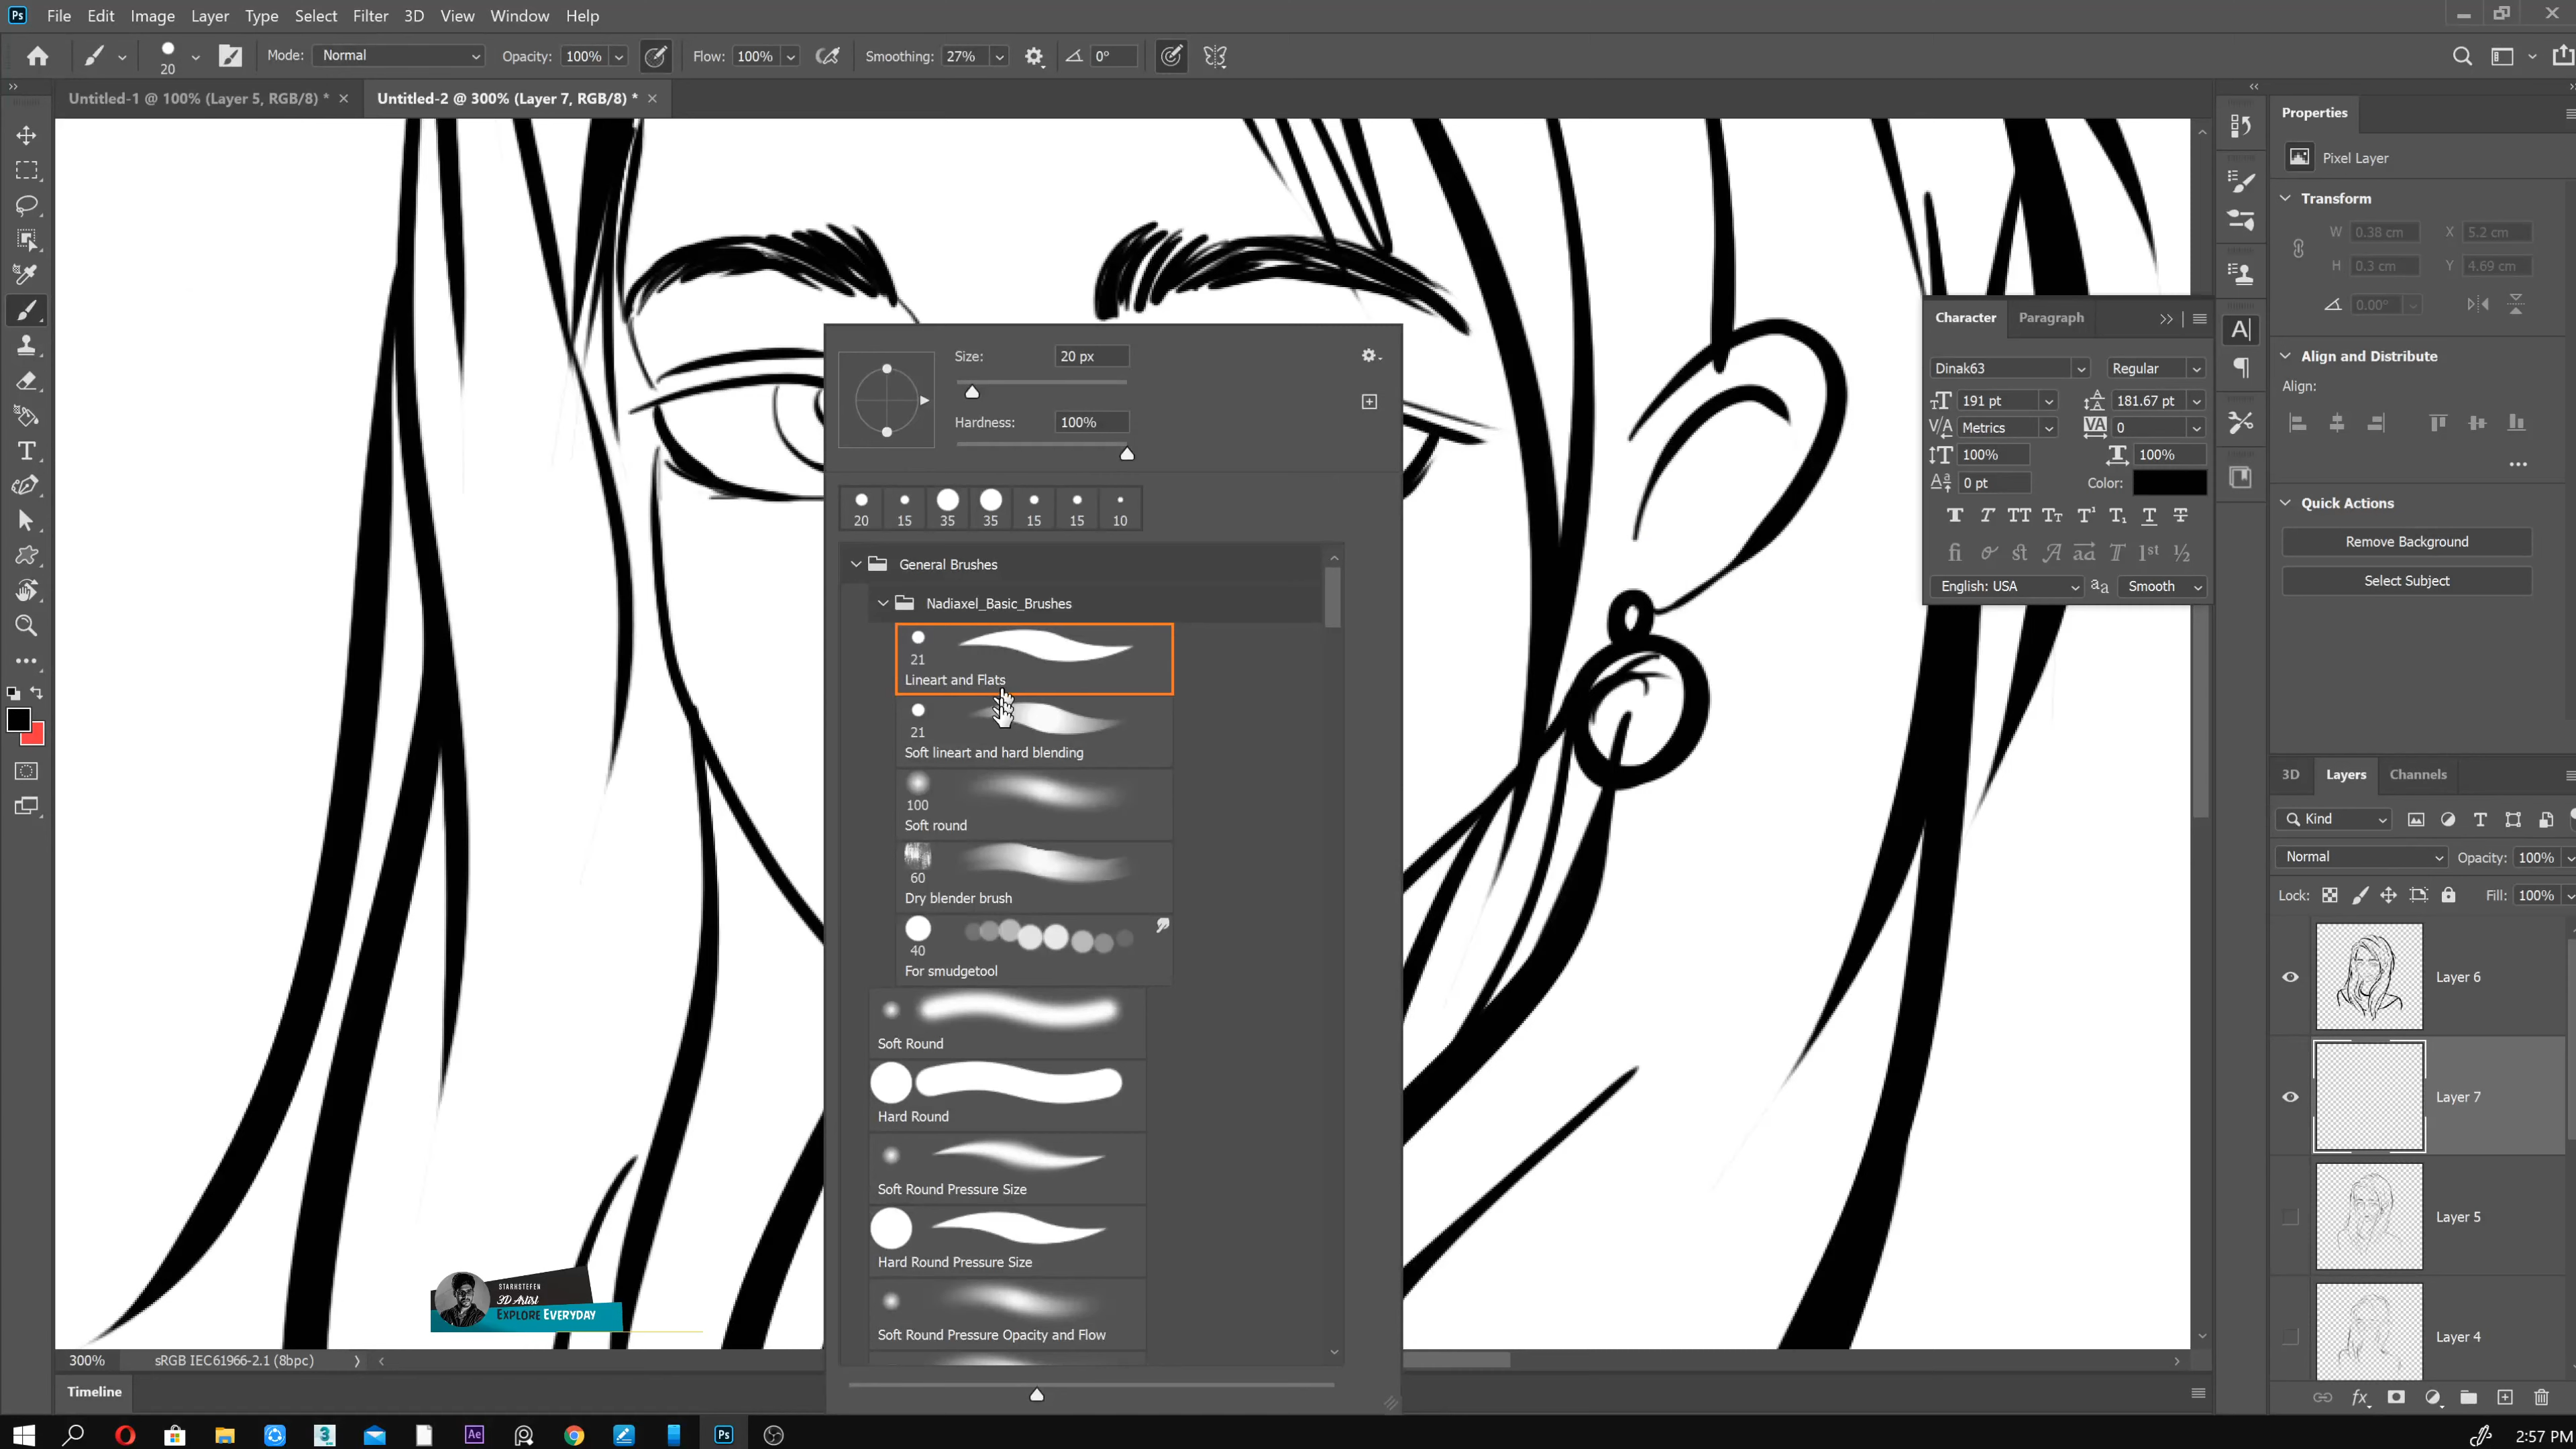 Ps File Edit Image Layer Type Select Filter 3D View Window Help
20 Mode: Normal Opacity: 100% Flow: 100% Smoothing: 27% 0°
Untitled-1 @ 100% (Layer 5, RGB/8) * × Untitled-2 @ 300% (Layer 7, RGB/8) * ×
Size: 20 px
Hardness: 100%
20 15 35 35 15 15 10
General Brushes
Nadiaxel_Basic_Brushes
21
Lineart and Flats
21
Soft lineart and hard blending
100
Soft round
60
Dry blender brush
40
For smudgetool
Soft Round
Hard Round
Soft Round Pressure Size
Hard Round Pressure Size
Soft Round Pressure Opacity and Flow
Character Paragraph
Dinak63 Regular
191 pt 181.67 pt
Metrics 0
100% 100%
0 pt Color:
English: USA Smooth
Properties
Pixel Layer
Transform
W 0.38 cm X 5.2 cm
H 0.3 cm Y 4.69 cm
0.00°
Align and Distribute
Align:
Quick Actions
Remove Background
Select Subject
3D Layers Channels
Kind
Normal Opacity: 100%
Lock: Fill: 100%
Layer 6
Layer 7
Layer 5
Layer 4
STARKSTEFEN
3D Artist
EXPLORE EVERYDAY
300% sRGB IEC61966-2.1 (8bpc)
Timeline
3 Ae Ps 2:57 PM